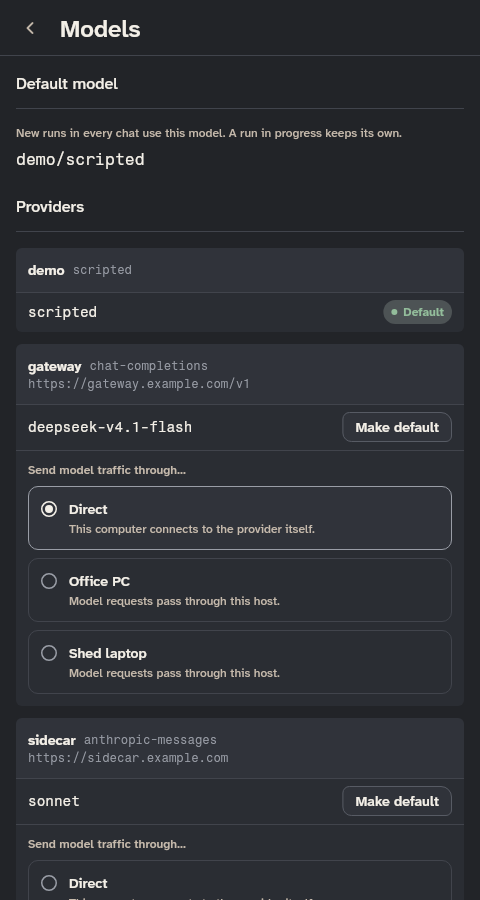 Models
Default model
New runs in every chat use this model. A run in progress keeps its own.
demo/scripted
Providers
demo scripted
scripted
Default
gateway chat-completions
https://gateway.example.com/v1
deepseek-v4.1-flash
Make default
Send model traffic through...
Direct
This computer connects to the provider itself.
Office PC
Model requests pass through this host.
Shed laptop
Model requests pass through this host.
sidecar anthropic-messages
https://sidecar.example.com
sonnet
Make default
Send model traffic through...
Direct